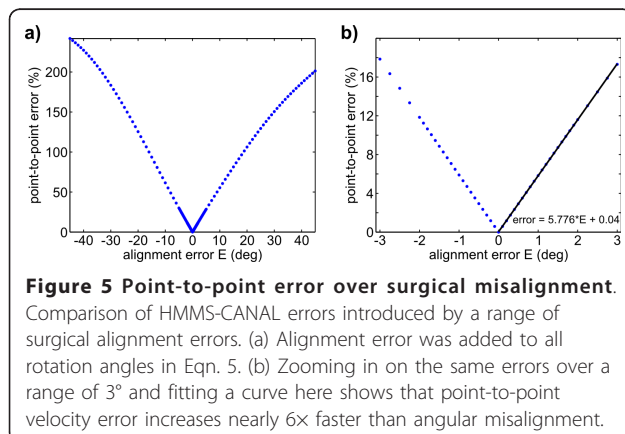 a)
b)
250
200
150
100
50
0
point-to-point error (%)
-40 -30 -20 -10 0 10 20 30 40
alignment error E (deg)
16
12
8
4
0
point-to-point error (%)
error = 5.776*E + 0.04
-3 -2 -1 0 1 2 3
alignment error E (deg)
Figure 5 Point-to-point error over surgical misalignment.
Comparison of HMMS-CANAL errors introduced by a range of
surgical alignment errors. (a) Alignment error was added to all
rotation angles in Eqn. 5. (b) Zooming in on the same errors over a
range of 3° and fitting a curve here shows that point-to-point
velocity error increases nearly 6× faster than angular misalignment.